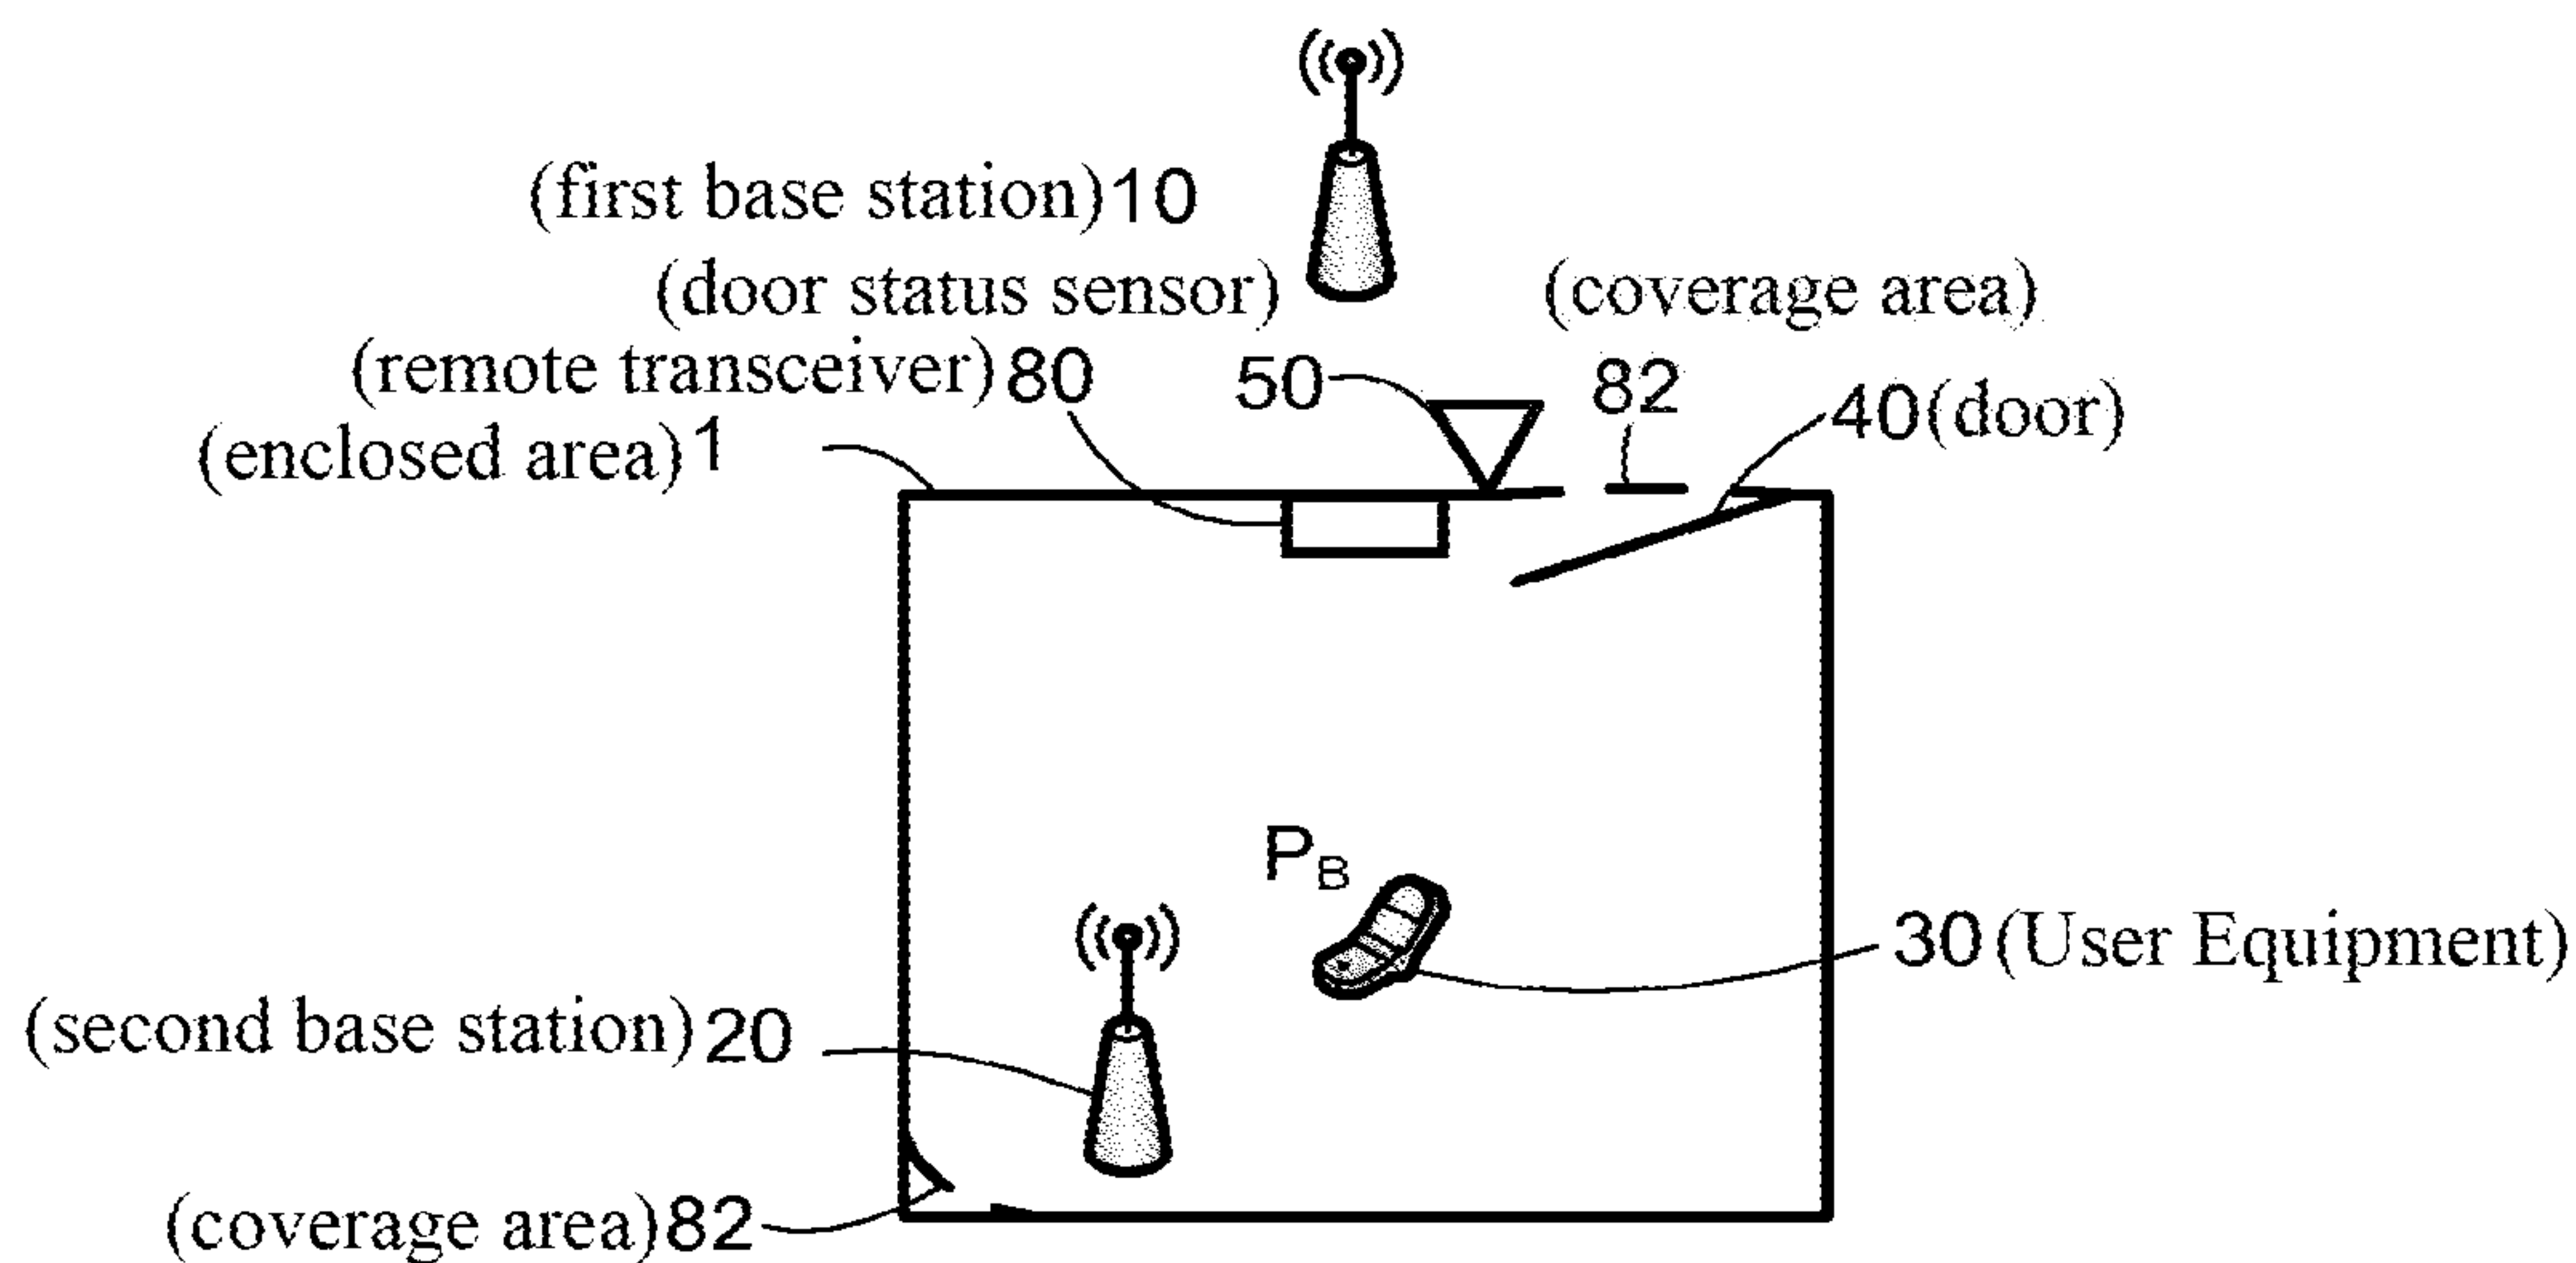 (first base station)10
(door status sensor)
50
(coverage area)
82
(remote transceiver)80
40(door)
(enclosed area)1
P_B
30(User Equipment)
(second base station)20
(coverage area)82